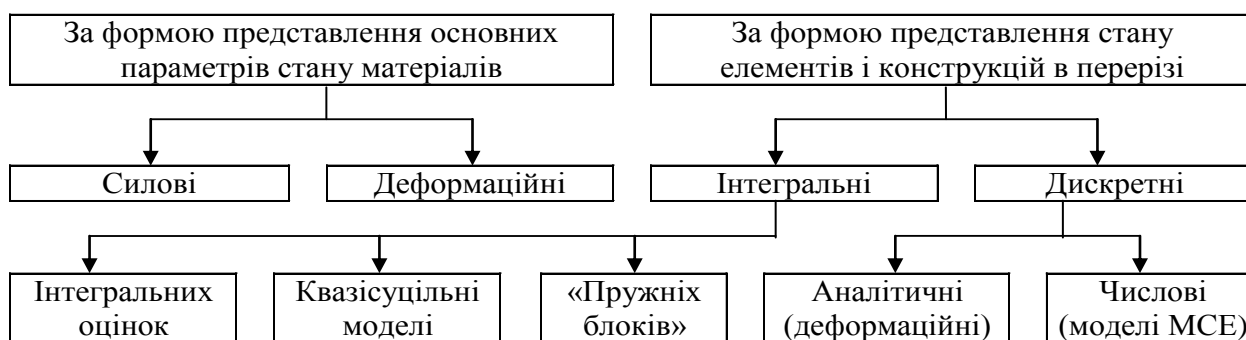 За формою представлення основних
параметрів стану матеріалів
За формою представлення стану
елементів і конструкцій в перерізі
Силові
Деформаційні
Інтегральні
Дискретні
Інтегральних
оцінок
Квазісуцільні
моделі
«Пружніх
блоків»
Аналітичні
(деформаційні)
Числові
(моделі МСЕ)